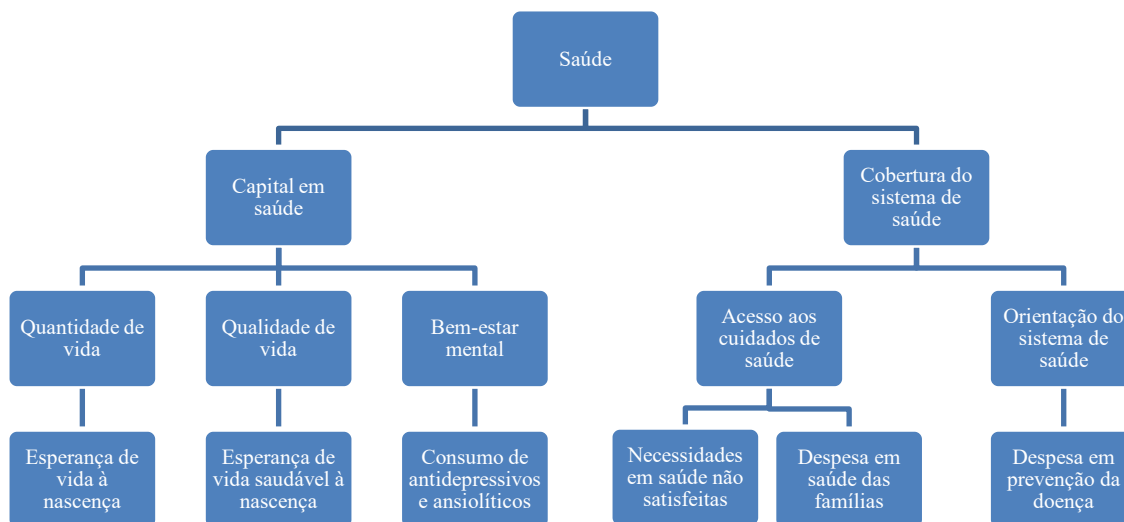 Saúde
Capital em
saúde
Cobertura do
sistema de
saúde
Quantidade de
vida
Qualidade de
vida
Bem-estar
mental
Acesso aos
cuidados de
saúde
Orientação do
sistema de
saúde
Esperança de
vida à
nascença
Esperança de
vida saudável à
nascença
Consumo de
antidepressivos
e ansiolíticos
Necessidades
em saúde não
satisfeitas
Despesa em
saúde das
famílias
Despesa em
prevenção da
doença